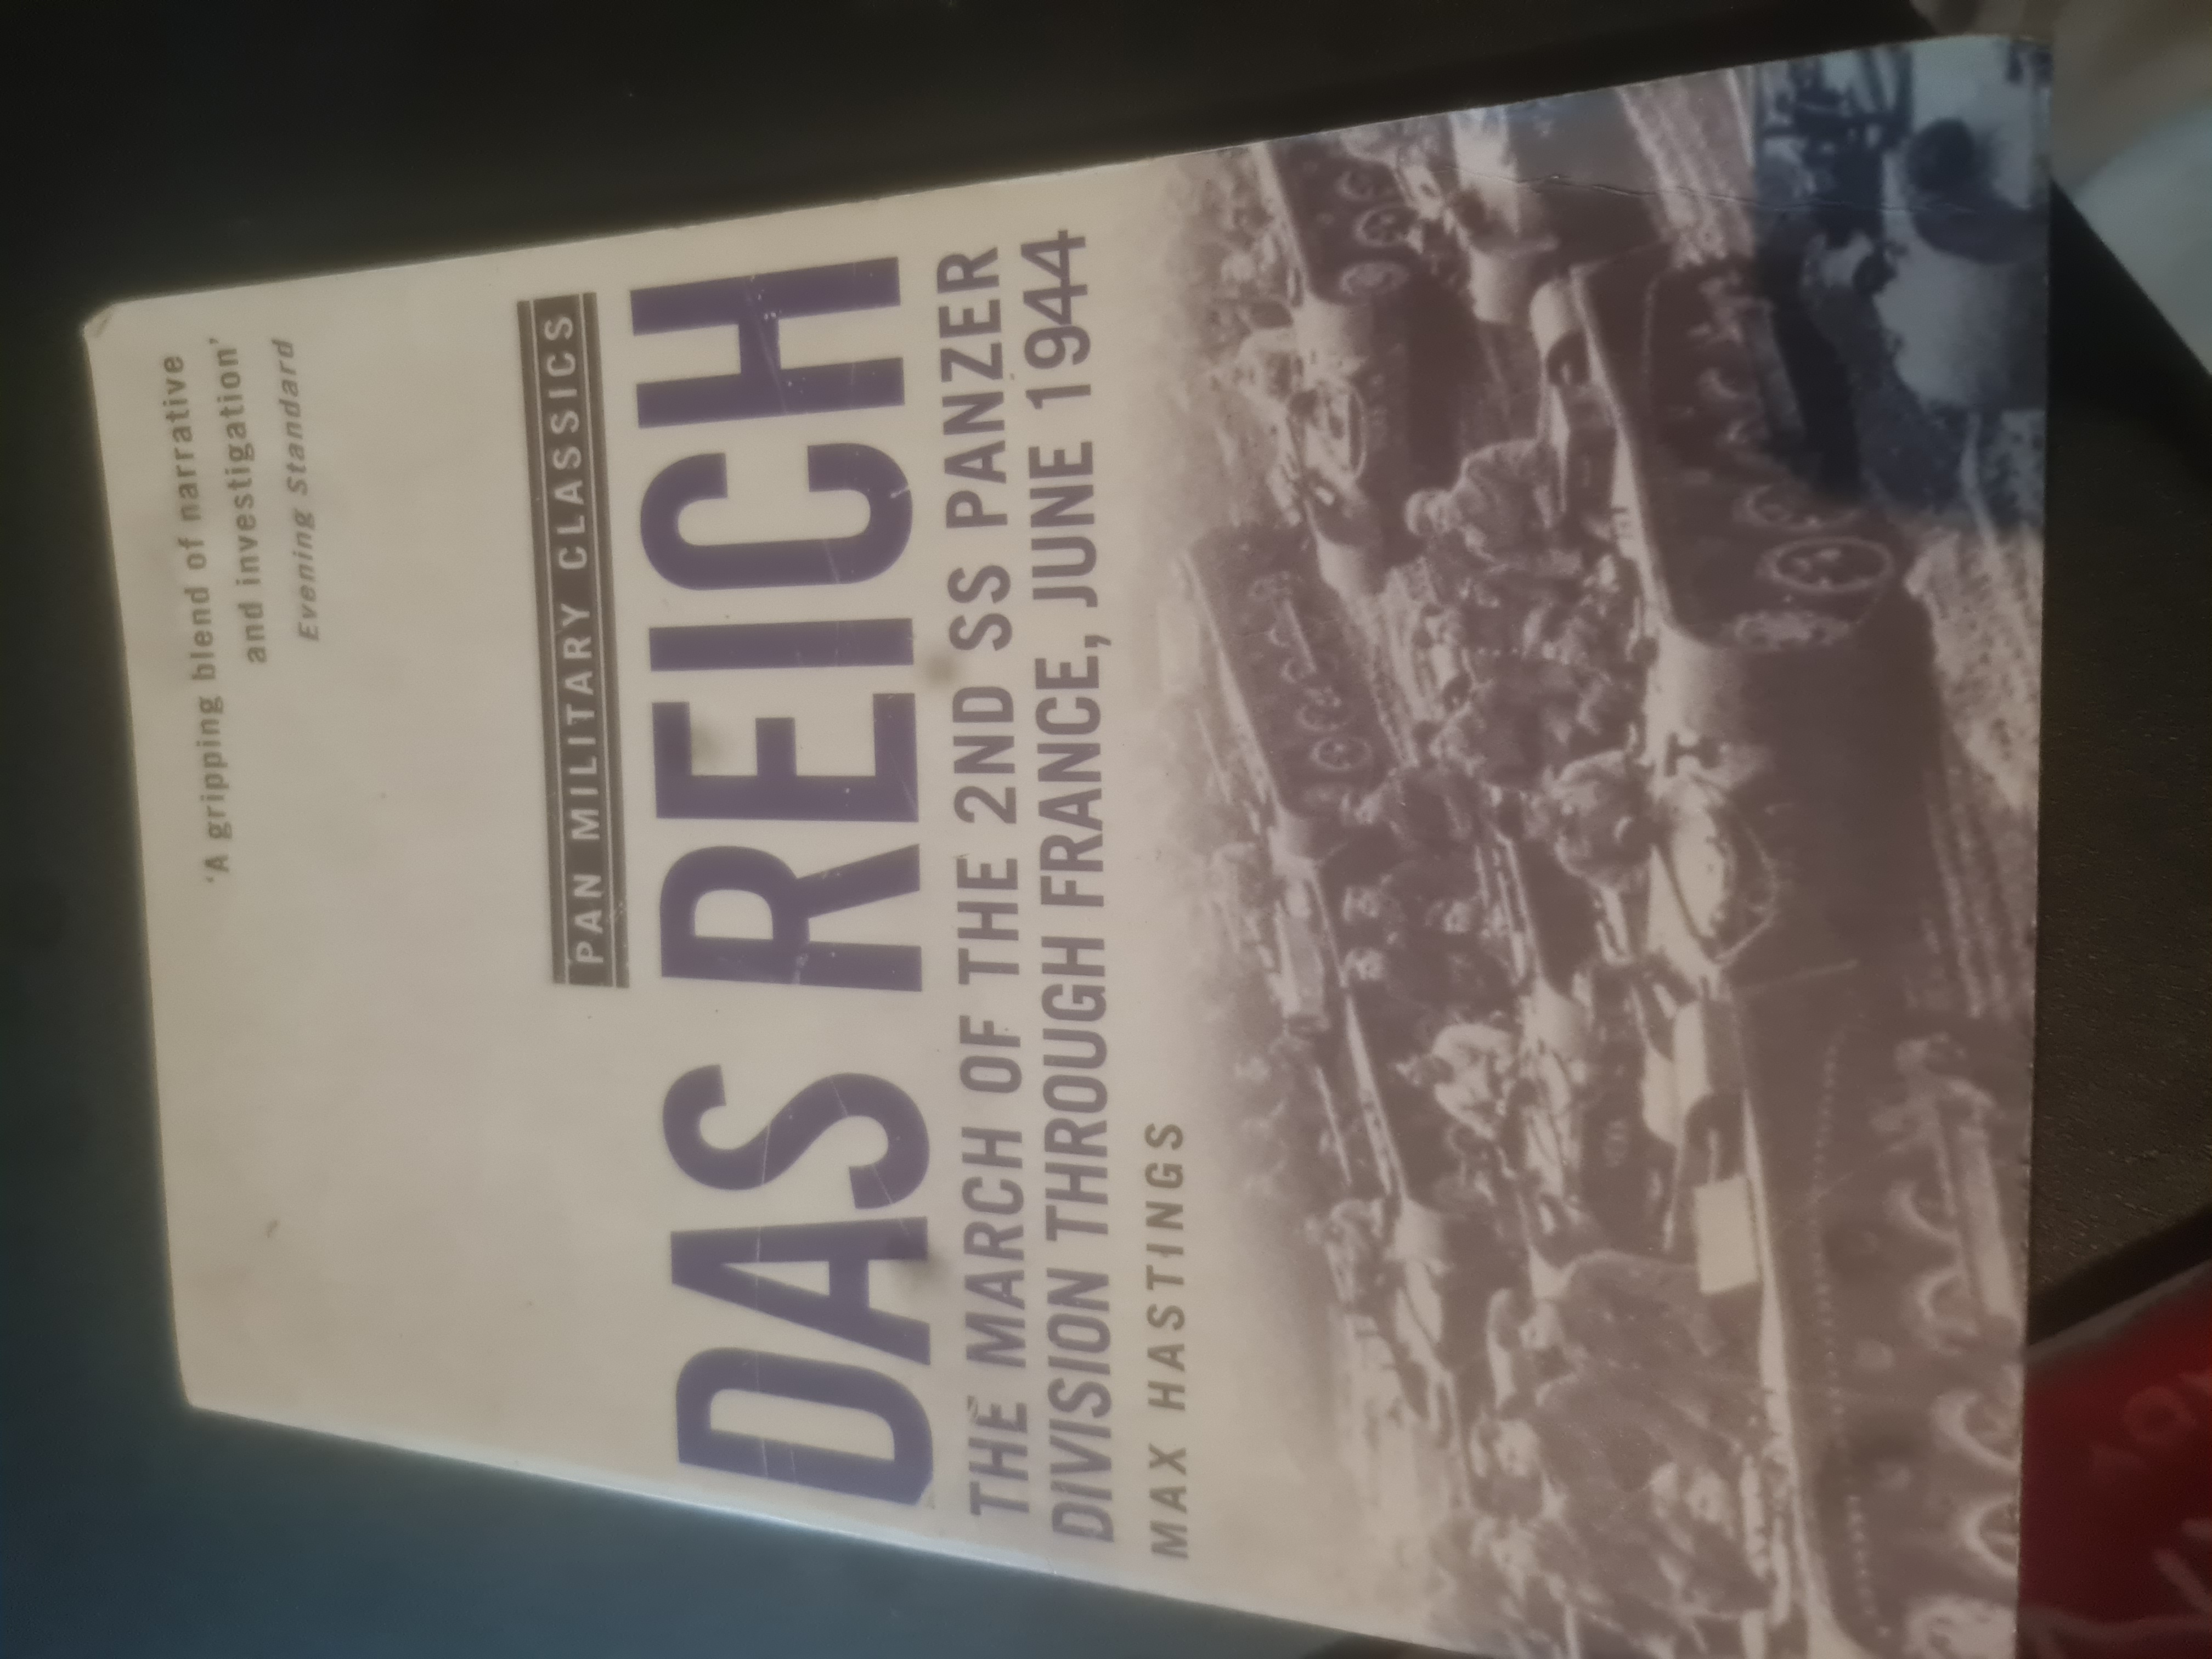 ‘A gripping blend of narrative
and investigation’
Evening Standard
PAN MILITARY CLASSICS
DAS REICH
THE MARCH OF THE 2ND SS PANZER
DIVISION THROUGH FRANCE, JUNE 1944
MAX HASTINGS